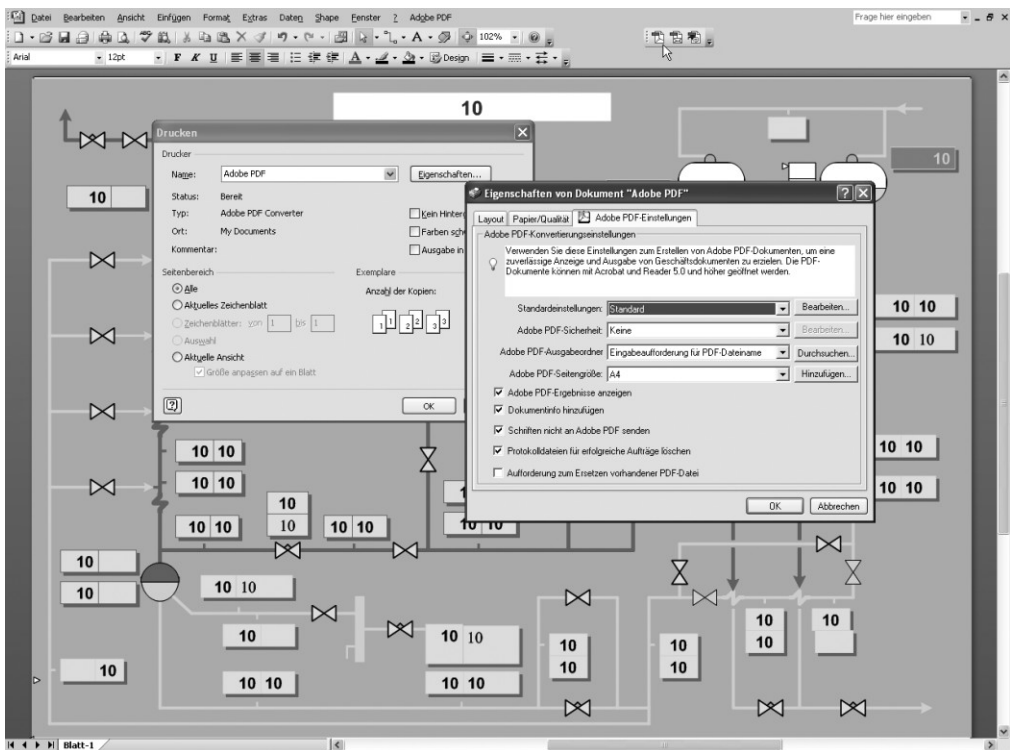 Datei Bearbeiten Ansicht Einfügen Format Extras Daten Shape Fenster ? Adobe PDF
Frage hier eingeben
102%
Arial 12pt F K U Design
10
Drucken
Drucker
Name: Adobe PDF Eigenschaften...
Status: Bereit
Typ: Adobe PDF Converter
Ort: My Documents
Kommentar:
Kein Hinterg
Farben schw
Ausgabe in
Seitenbereich
Alle
Aktuelles Zeichenblatt
Zeichenblätter: von 1 bis 1
Auswahl
Aktuelle Ansicht
Größe anpassen auf ein Blatt
Exemplare
Anzahl der Kopien:
1 1 2 2 3 3
OK
Eigenschaften von Dokument "Adobe PDF"
Layout Papier/Qualität Adobe PDF-Einstellungen
Adobe PDF-Konvertierungseinstellungen
Verwenden Sie diese Einstellungen zum Erstellen von Adobe PDF-Dokumenten, um eine
zuverlässige Anzeige und Ausgabe von Geschäftsdokumenten zu erzielen. Die PDF-
Dokumente können mit Acrobat und Reader 5.0 und höher geöffnet werden.
Standardeinstellungen: Standard Bearbeiten...
Adobe PDF-Sicherheit: Keine Bearbeiten...
Adobe PDF-Ausgabeordner Eingabeaufforderung für PDF-Dateiname Durchsuchen...
Adobe PDF-Seitengröße: A4 Hinzufügen...
Adobe PDF-Ergebnisse anzeigen
Dokumentinfo hinzufügen
Schriften nicht an Adobe PDF senden
Protokolldateien für erfolgreiche Aufträge löschen
Aufforderung zum Ersetzen vorhandener PDF-Datei
OK Abbrechen
10
10
10 10
10 10
10 10
10 10
10 10
10 10
10
10 10
10
10 10
10 10
10
10
10 10
10
10 10
10
10 10
10 10
10
10
10
10
10
10
10
Blatt-1